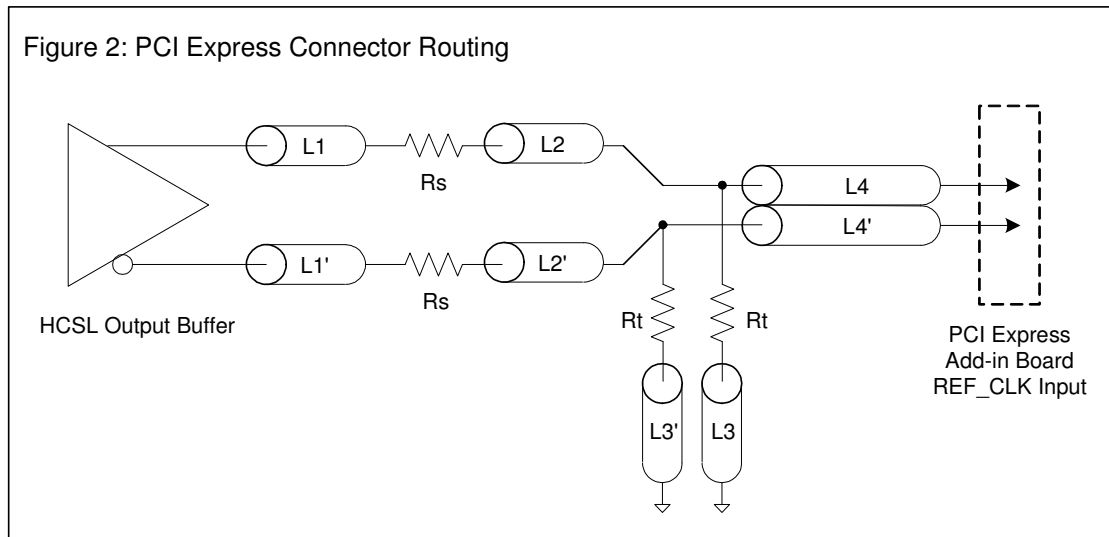 Figure 2: PCI Express Connector Routing
L1
Rs
L2
L4
L4'
L1'
Rs
L2'
HCSL Output Buffer
Rt
Rt
L3'
L3
PCI Express
Add-in Board
REF_CLK Input